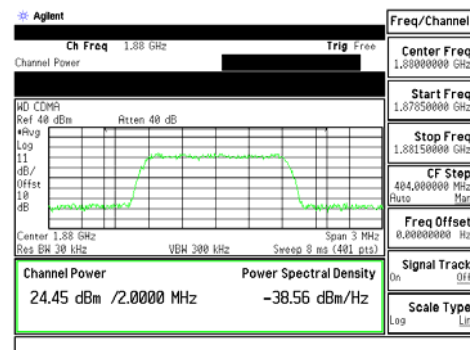 Agilent
Freq/Channel
Ch Freq 1.88 GHz Trig Free
Channel Power
Center Freq
1.88000000 GHz
Start Freq
1.87850000 GHz
WD CDMA
Ref 40 dBm Atten 40 dB
#Avg
Log
11
dB/
Offst
10
dB
Stop Freq
1.88150000 GHz
CF Step
404.000000 MHz
Auto Man
Center 1.88 GHz Span 3 MHz
Res BW 30 kHz VBW 300 kHz Sweep 8 ms (401 pts)
Freq Offset
0.00000000 Hz
Channel Power Power Spectral Density
24.45 dBm /2.0000 MHz -38.56 dBm/Hz
Signal Track
On Off
Scale Type
Log Lin